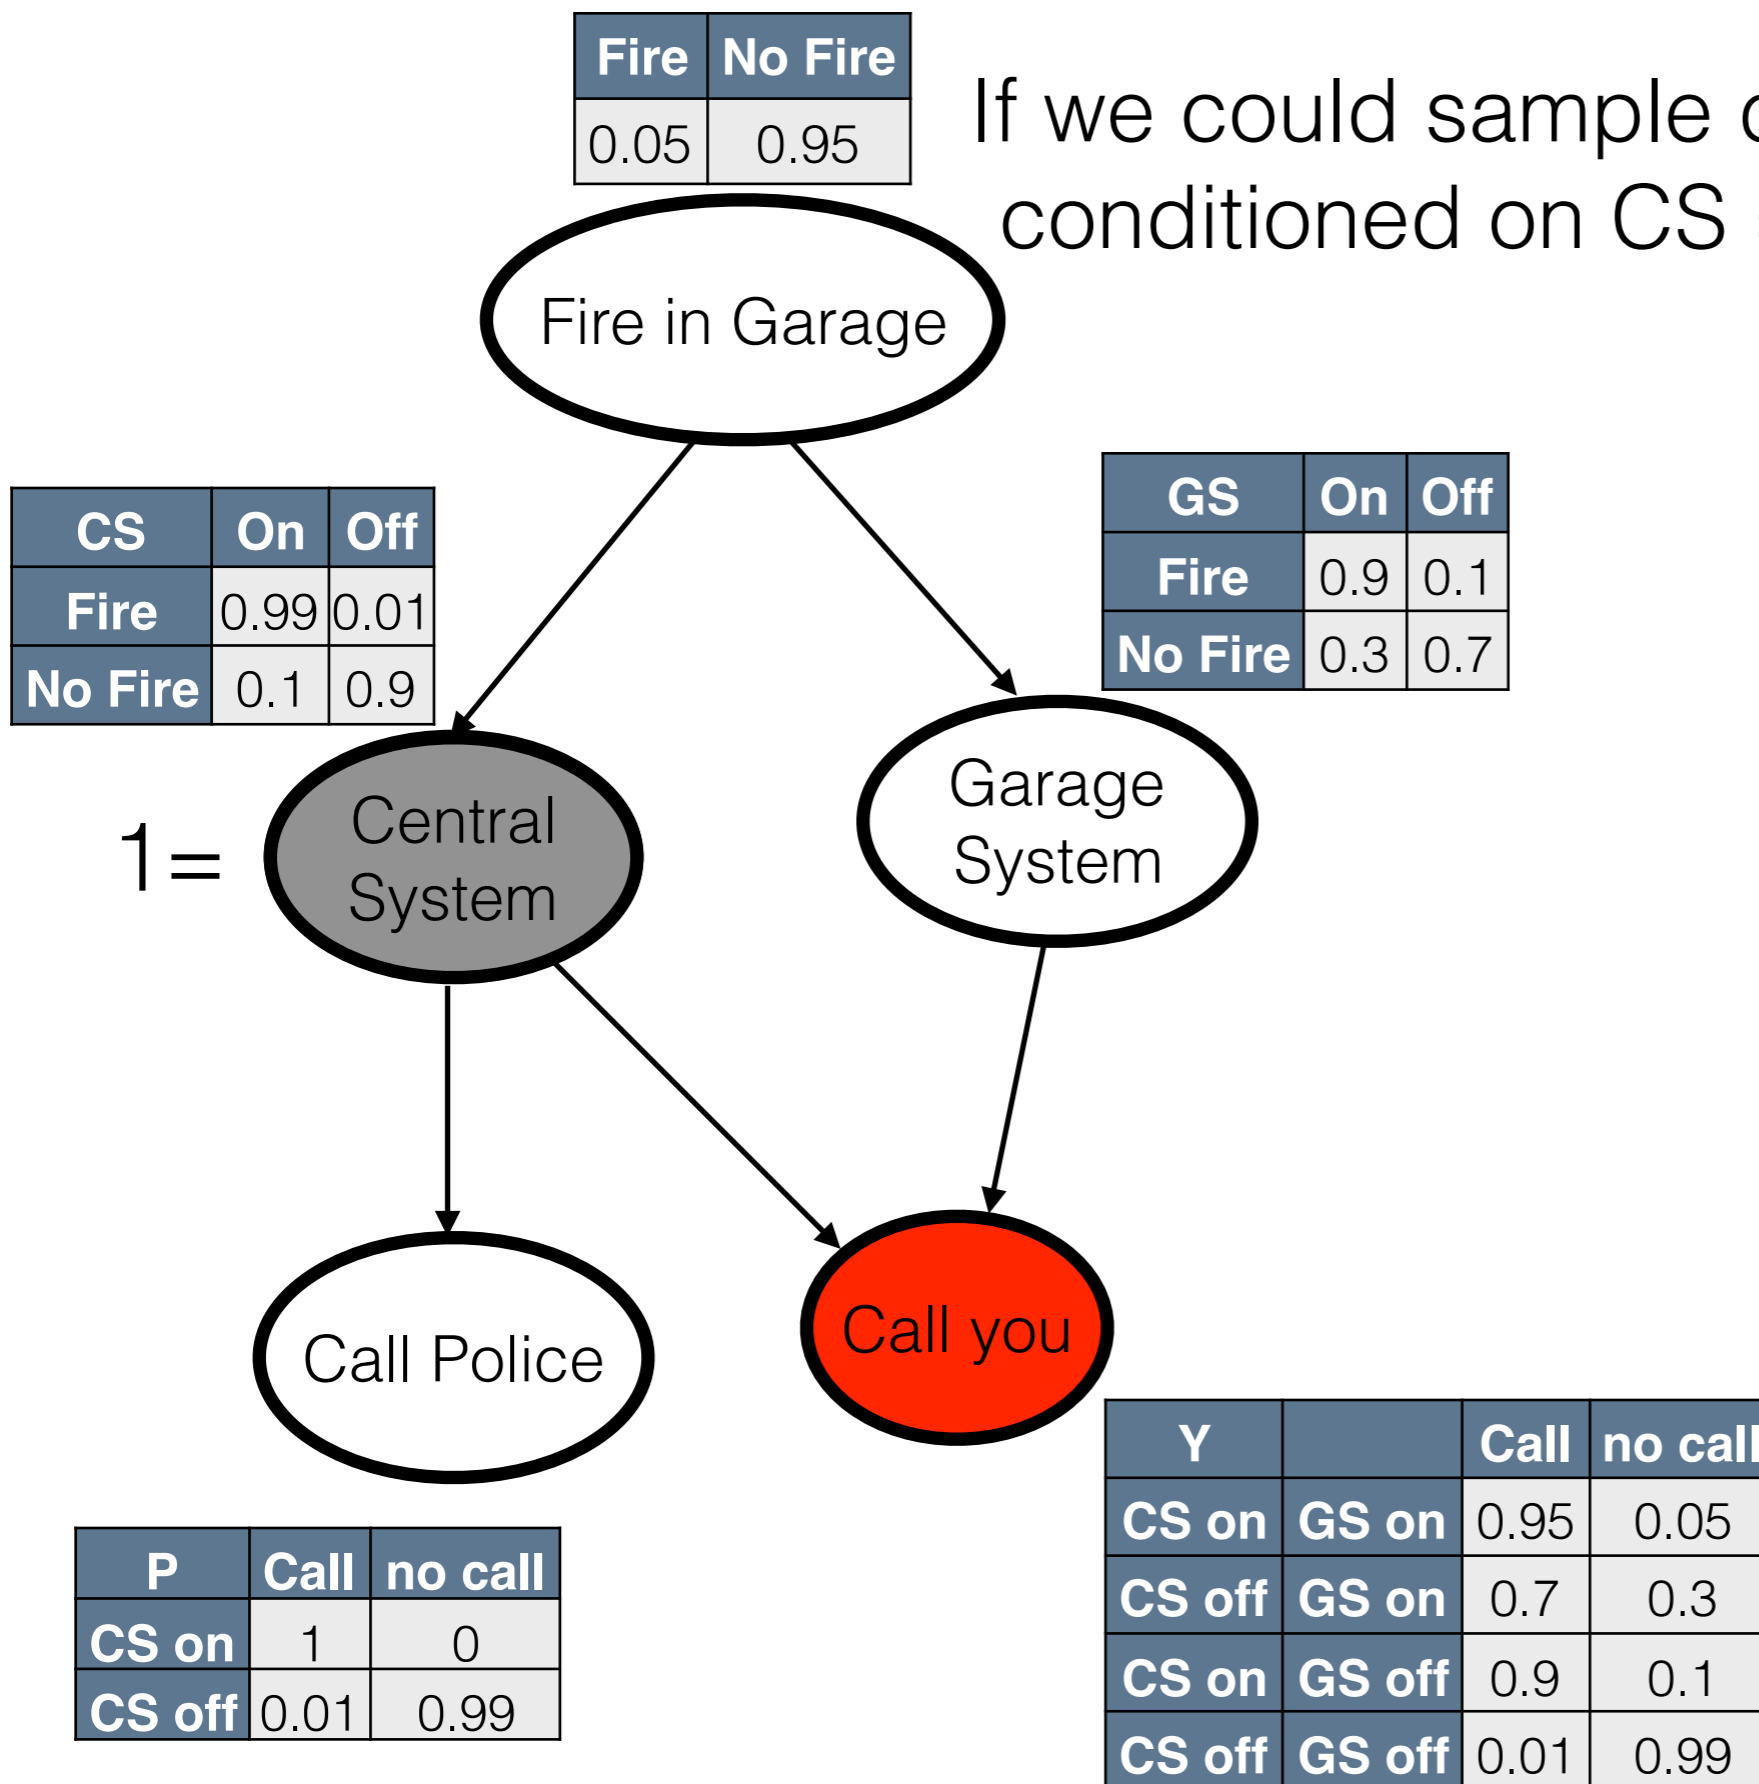 Fire No Fire
0.05 0.95
If we could sample
conditioned on CS
Fire in Garage
CS On Off
Fire 0.99 0.01
No Fire 0.1 0.9
GS On Off
Fire 0.9 0.1
No Fire 0.3 0.7
1=
Central
System
Garage
System
Call Police
Call you
P Call no call
CS on 1 0
CS off 0.01 0.99
Y Call no call
CS on GS on 0.95 0.05
CS off GS on 0.7 0.3
CS on GS off 0.9 0.1
CS off GS off 0.01 0.99